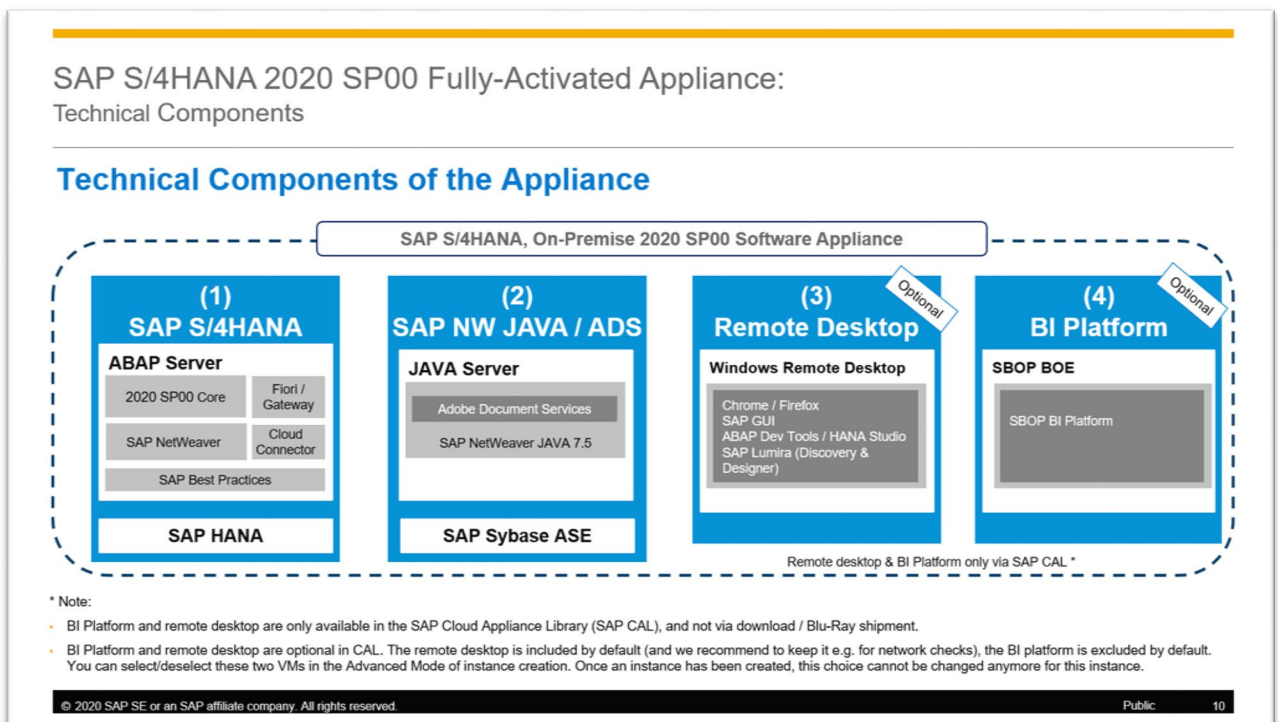 SAP S/4HANA 2020 SP00 Fully-Activated Appliance:
Technical Components
Technical Components of the Appliance
SAP S/4HANA, On-Premise 2020 SP00 Software Appliance
(1)
SAP S/4HANA
ABAP Server
2020 SP00 Core
Fiori /
Gateway
SAP NetWeaver
Cloud
Connector
SAP Best Practices
SAP HANA
(2)
SAP NW JAVA / ADS
JAVA Server
Adobe Document Services
SAP NetWeaver JAVA 7.5
SAP Sybase ASE
Optional
(3)
Remote Desktop
Windows Remote Desktop
Chrome / Firefox
SAP GUI
ABAP Dev Tools / HANA Studio
SAP Lumira (Discovery &
Designer)
Optional
(4)
BI Platform
SBOP BOE
SBOP BI Platform
Remote desktop & BI Platform only via SAP CAL *
* Note:
• BI Platform and remote desktop are only available in the SAP Cloud Appliance Library (SAP CAL), and not via download / Blu-Ray shipment.
• BI Platform and remote desktop are optional in CAL. The remote desktop is included by default (and we recommend to keep it e.g. for network checks), the BI platform is excluded by default.
You can select/deselect these two VMs in the Advanced Mode of instance creation. Once an instance has been created, this choice cannot be changed anymore for this instance.
© 2020 SAP SE or an SAP affiliate company. All rights reserved.
Public
10